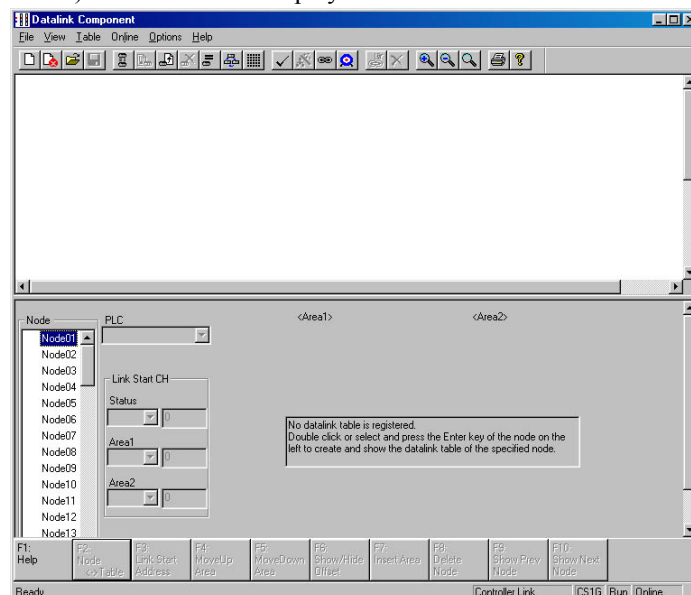 Datalink Component
File View Table Online Options Help
Node
PLC
<Area1>
<Area2>
Node01
Node02
Node03
Node04
Node05
Node06
Node07
Node08
Node09
Node10
Node11
Node12
Node13
Link Start CH
Status
0
Area1
0
Area2
0
No datalink table is registered.
Double click or select and press the Enter key of the node on the
left to create and show the datalink table of the specified node.
F1:
Help
F2:
Node
<->Table
F3:
Link Start
Address
F4:
MoveUp
Area
F5:
MoveDown
Area
F6:
Show/Hide
Offset
F7:
Insert Area
F8:
Delete
Node
F9:
Show Prev
Node
F10:
Show Next
Node
Ready
Controller Link
CS1G
Run
Online